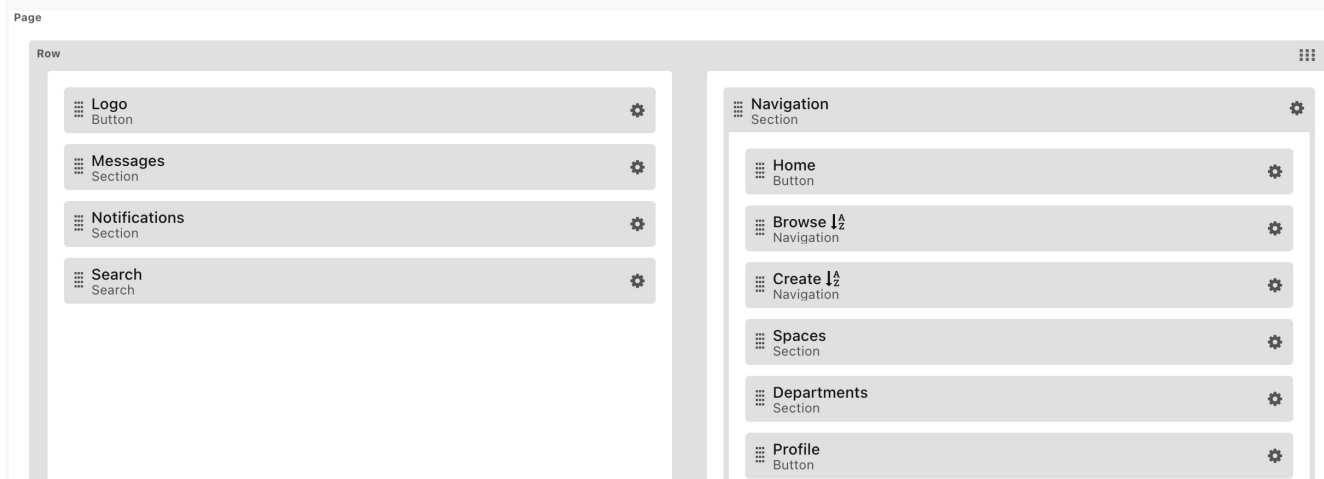 Page
Row
Logo
Button
Messages
Section
Notifications
Section
Search
Search
Navigation
Section
Home
Button
Browse
Navigation
Create
Navigation
Spaces
Section
Departments
Section
Profile
Button